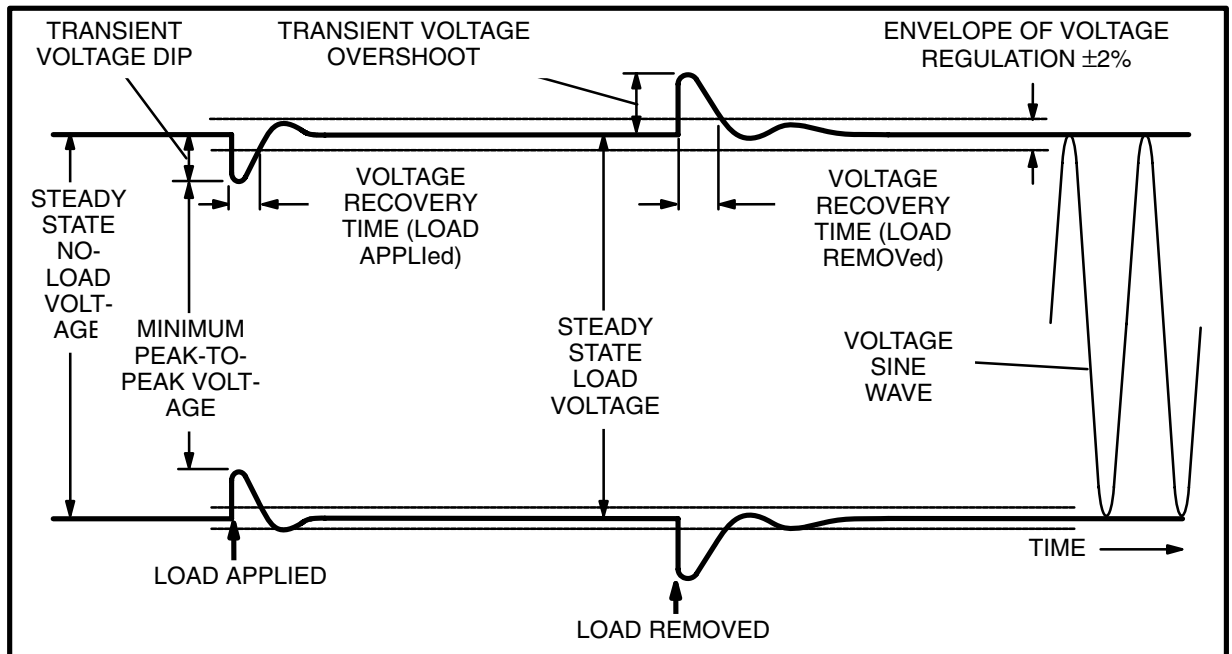 TRANSIENT
VOLTAGE DIP
TRANSIENT VOLTAGE
OVERSHOOT
ENVELOPE OF VOLTAGE
REGULATION ±2%
STEADY
STATE
NO-
LOAD
VOLT-
AGE
VOLTAGE
RECOVERY
TIME (LOAD
APPLIed)
VOLTAGE
RECOVERY
TIME (LOAD
REMOVed)
MINIMUM
PEAK-TO-
PEAK VOLT-
AGE
STEADY
STATE
LOAD
VOLTAGE
VOLTAGE
SINE
WAVE
TIME
LOAD APPLIED
LOAD REMOVED